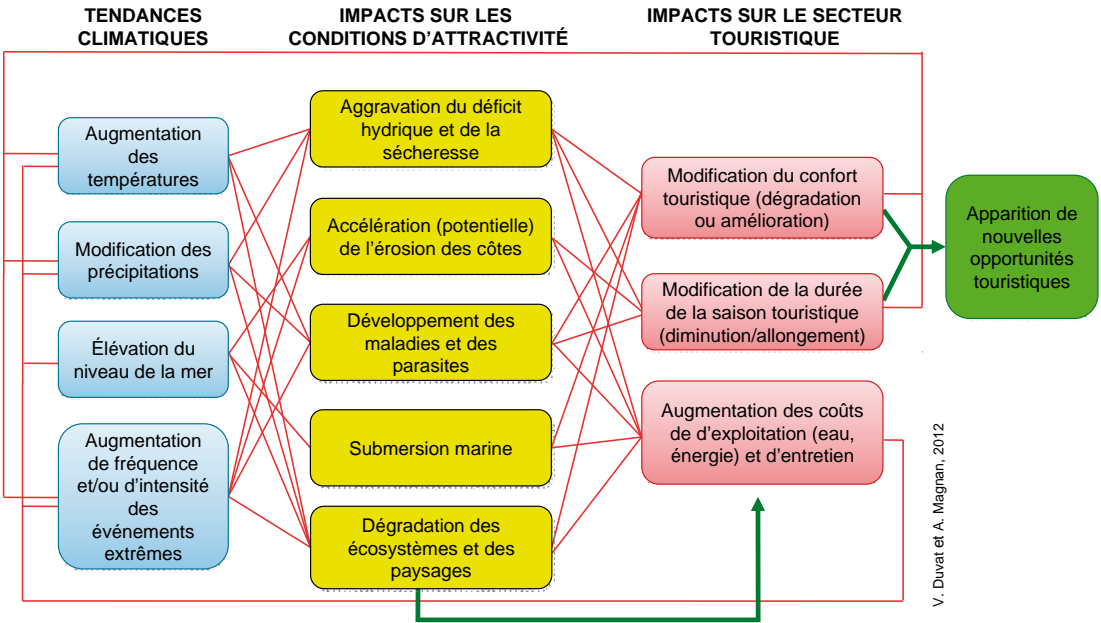 TENDANCES
CLIMATIQUES
IMPACTS SUR LES
CONDITIONS D'ATTRACTIVITÉ
IMPACTS SUR LE SECTEUR
TOURISTIQUE
Augmentation
des
températures
Modification des
précipitations
Élévation du
niveau de la mer
Augmentation
de fréquence
et/ou d'intensité
des
événements
extrêmes
Aggravation du déficit
hydrique et de la
sécheresse
Accélération (potentielle)
de l'érosion des côtes
Développement des
maladies et des
parasites
Submersion marine
Dégradation des
écosystèmes et des
paysages
Modification du confort
touristique (dégradation
ou amélioration)
Modification de la durée
de la saison touristique
(diminution/allongement)
Augmentation des coûts
de d'exploitation (eau,
énergie) et d'entretien
Apparition de
nouvelles
opportunités
touristiques
V. Duvat et A. Magnan, 2012